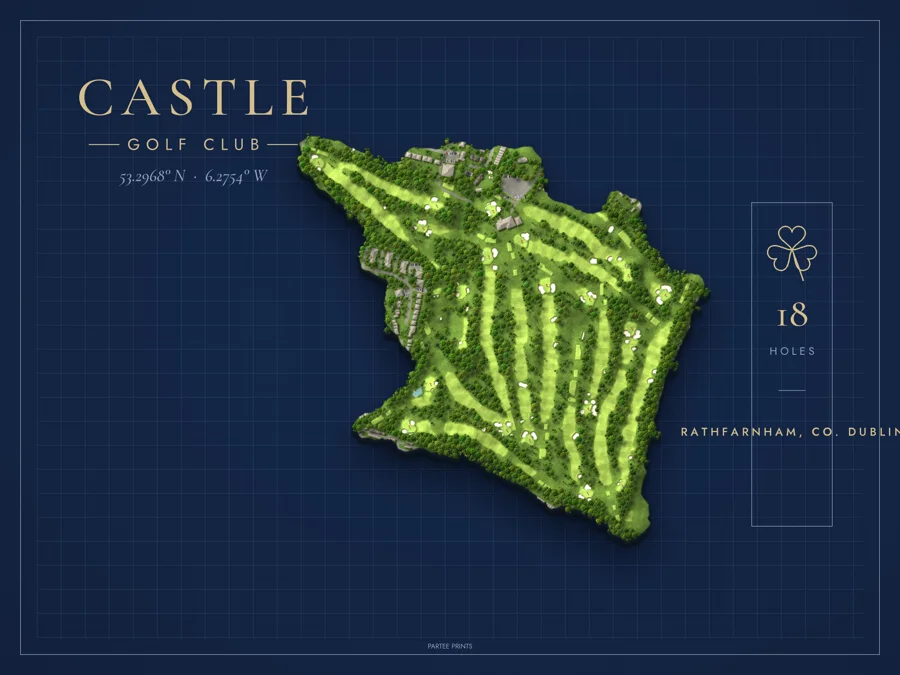 CASTLE
GOLF CLUB
53.2968° N · 6.2754° W
18
HOLES
RATHFARNHAM, CO. DUBLIN
PARTEE PRINTS